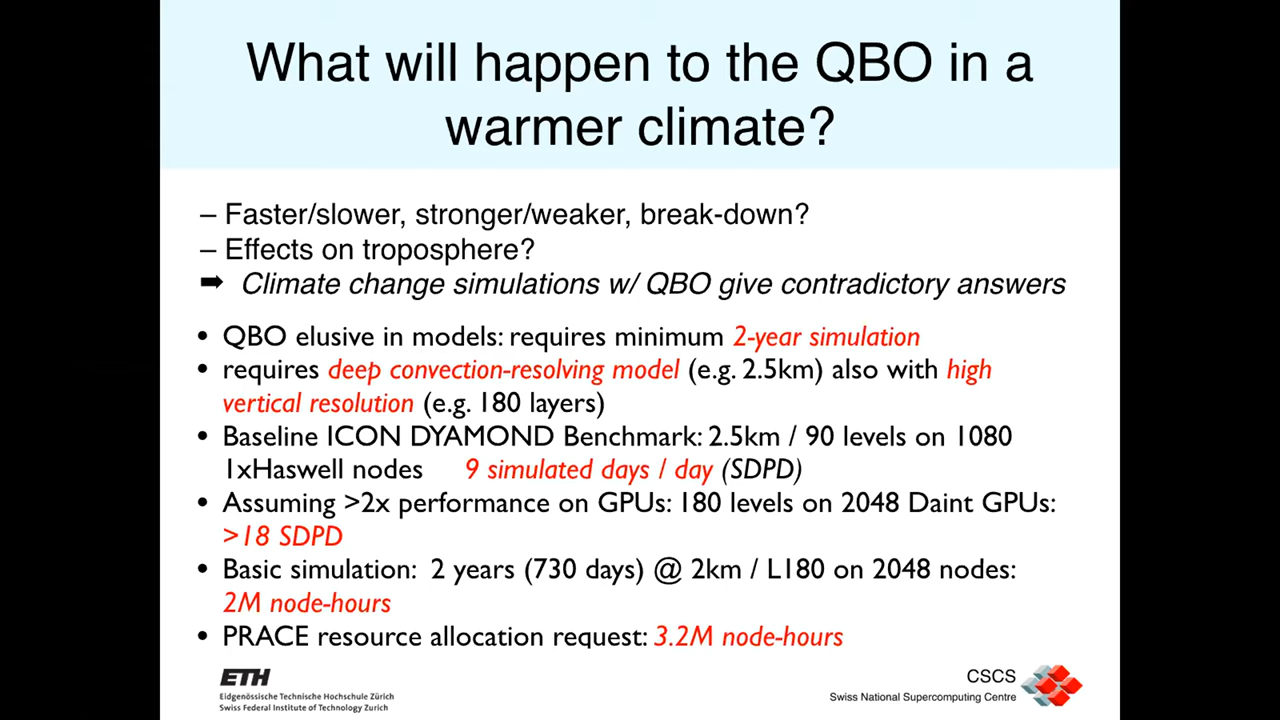 What will happen to the QBO in a
warmer climate?
– Faster/slower, stronger/weaker, break-down?
– Effects on troposphere?
➡ Climate change simulations w/ QBO give contradictory answers
• QBO elusive in models: requires minimum 2-year simulation
• requires deep convection-resolving model (e.g. 2.5km) also with high
vertical resolution (e.g. 180 layers)
• Baseline ICON DYAMOND Benchmark: 2.5km / 90 levels on 1080
1xHaswell nodes 9 simulated days / day (SDPD)
• Assuming >2x performance on GPUs: 180 levels on 2048 Daint GPUs:
>18 SDPD
• Basic simulation: 2 years (730 days) @ 2km / L180 on 2048 nodes:
2M node-hours
• PRACE resource allocation request: 3.2M node-hours
ETH
Eidgenössische Technische Hochschule Zürich
Swiss Federal Institute of Technology Zurich
CSCS
Swiss National Supercomputing Centre